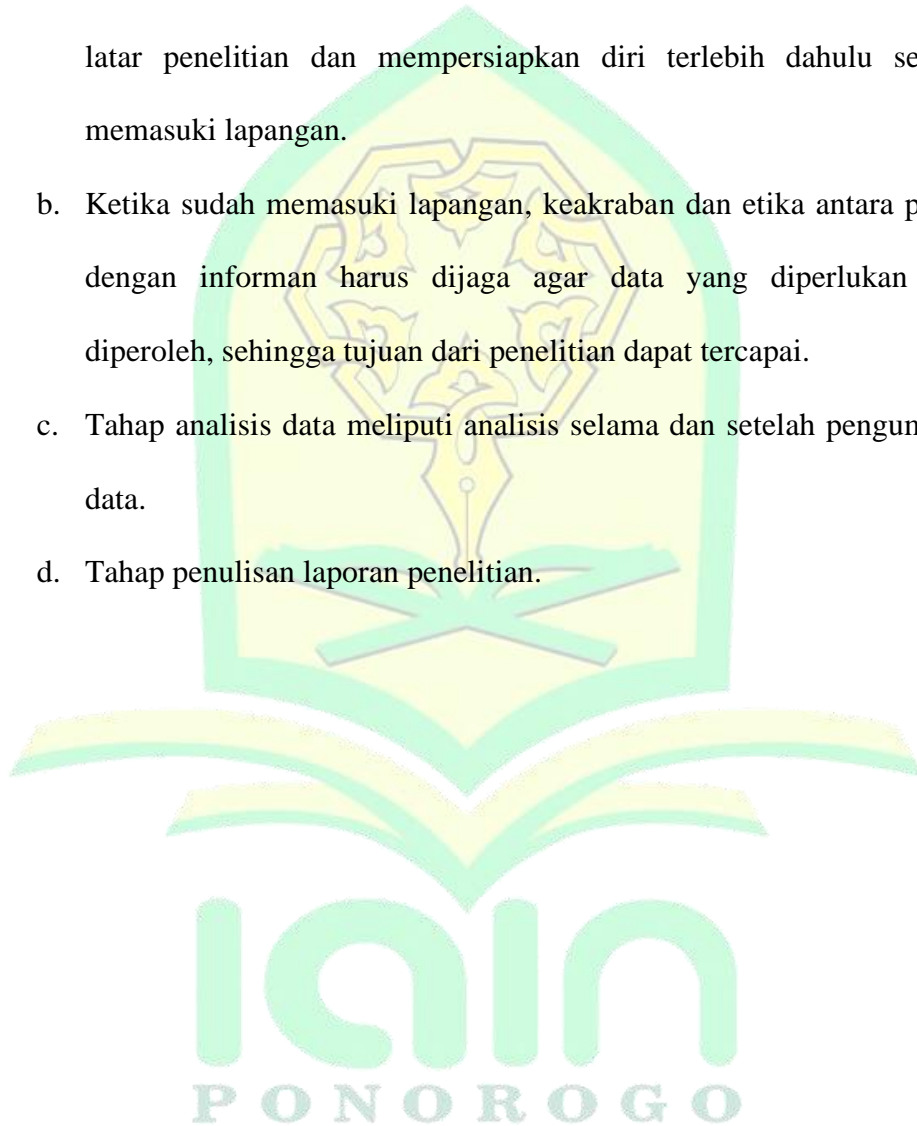 latar penelitian dan mempersiapkan diri terlebih dahulu
memasuki lapangan.
b. Ketika sudah memasuki lapangan, keakraban dan etika antara
dengan informan harus dijaga agar data yang diperlukan
diperoleh, sehingga tujuan dari penelitian dapat tercapai.
c. Tahap analisis data meliputi analisis selama dan setelah
data.
d. Tahap penulisan laporan penelitian.
IAIN
PONOROGO